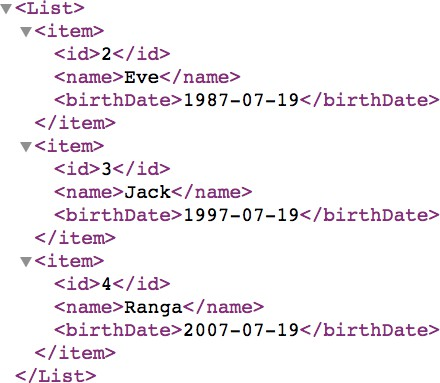 <List>
<item>
<id>2</id>
<name>Eve</name>
<birthDate>1987-07-19</birthDate>
</item>
<item>
<id>3</id>
<name>Jack</name>
<birthDate>1997-07-19</birthDate>
</item>
<item>
<id>4</id>
<name>Ranga</name>
<birthDate>2007-07-19</birthDate>
</item>
</List>